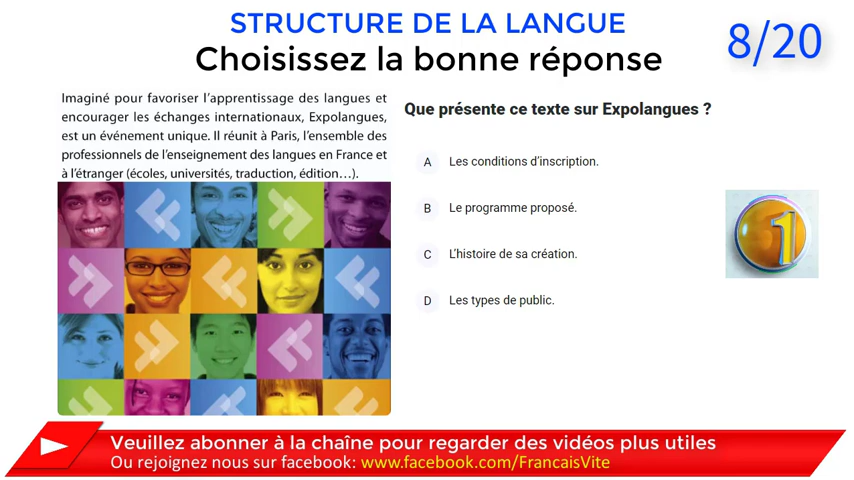 STRUCTURE DE LA LANGUE
Choisissez la bonne réponse
8/20
Imaginé pour favoriser l'apprentissage des langues et
encourager les échanges internationaux, Expolangues,
est un événement unique. Il réunit à Paris, l'ensemble des
professionnels de l'enseignement des langues en France et
à l'étranger (écoles, universités, traduction, édition…).
Que présente ce texte sur Expolangues ?
A Les conditions d'inscription.
B Le programme proposé.
C L'histoire de sa création.
D Les types de public.
1
Veuillez abonner à la chaîne pour regarder des vidéos plus utiles
Ou rejoignez nous sur facebook: www.facebook.com/FrancaisVite